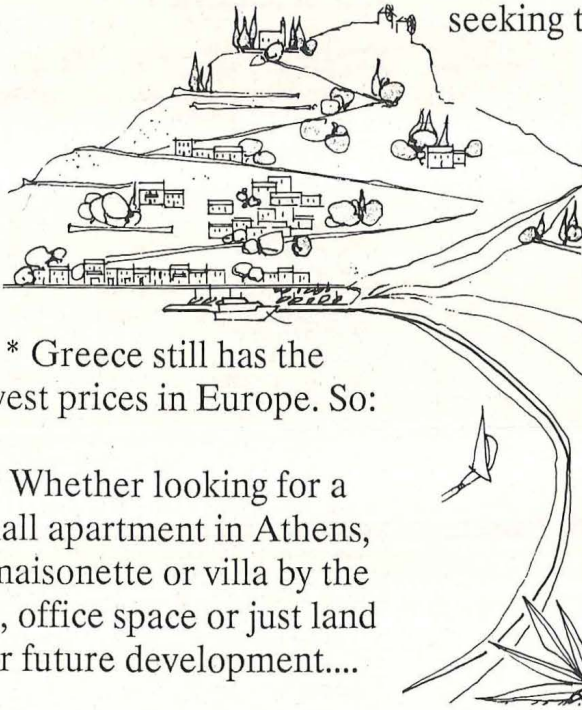 seeking t
* Greece still has the
west prices in Europe. So:
Whether looking for a
all apartment in Athens,
naisonette or villa by the
, office space or just land
r future development....